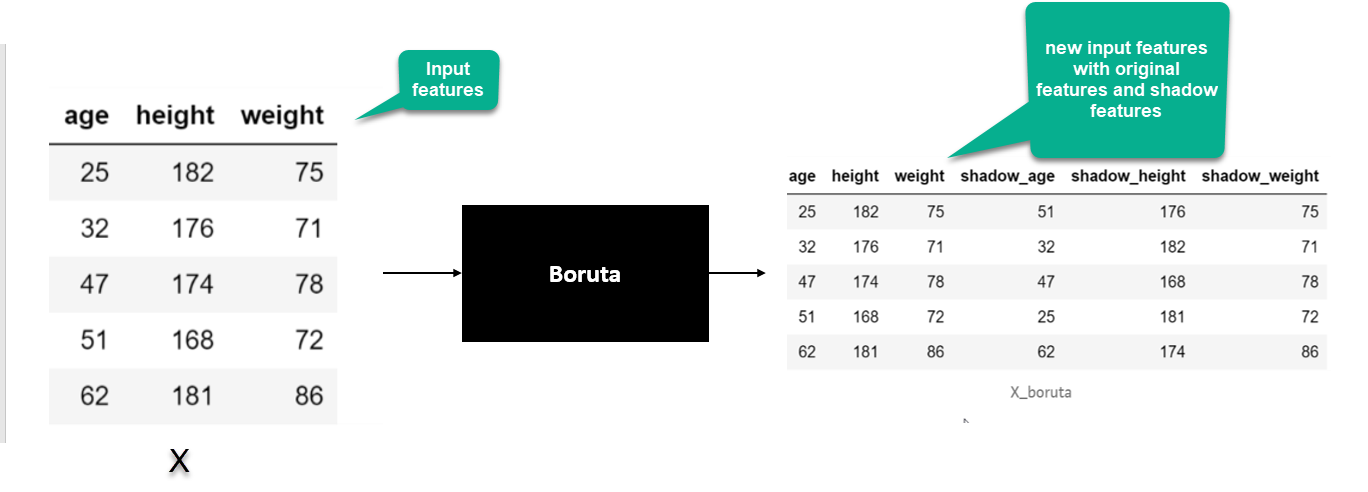 Input
features
age height weight
25 182 75
32 176 71
47 174 78
51 168 72
62 181 86
X
Boruta
new input features
with original
features and shadow
features
age height weight shadow_age shadow_height shadow_weight
25 182 75 51 176 75
32 176 71 32 182 71
47 174 78 47 168 78
51 168 72 25 181 72
62 181 86 62 174 86
X_boruta